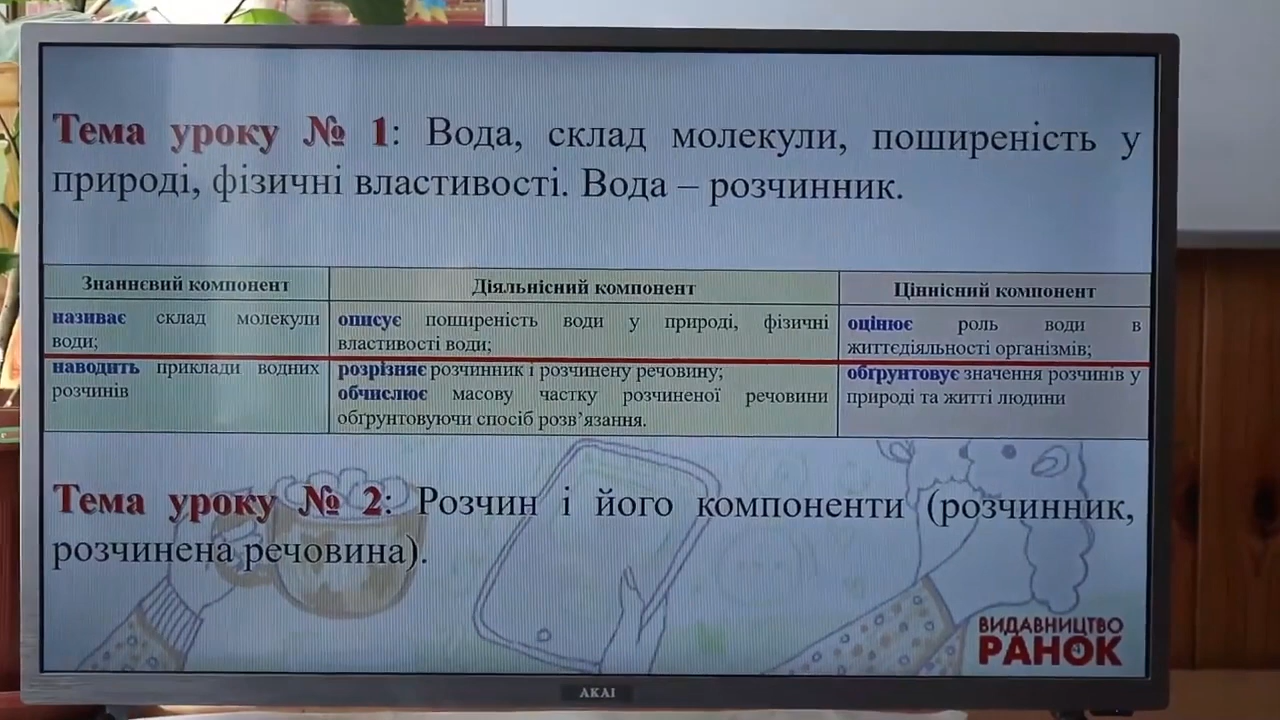 Тема уроку № 1: Вода, склад молекули, поширеність у
природі, фізичні властивості. Вода – розчинник.
Знаннєвий компонент
Діяльнісний компонент
Ціннісний компонент
називає склад молекули
води;
описує поширеність води у природі, фізичні
властивості води;
оцінює роль води в
життєдіяльності організмів;
наводить приклади водних
розчинів
розрізняє розчинник і розчинену речовину;
обчислює масову частку розчиненої речовини
обґрунтовуючи спосіб розв’язання.
обґрунтовує значення розчинів у
природі та житті людини
Тема уроку № 2: Розчин і його компоненти (розчинник,
розчинена речовина).
ВИДАВНИЦТВО
РАНОК
AKAI